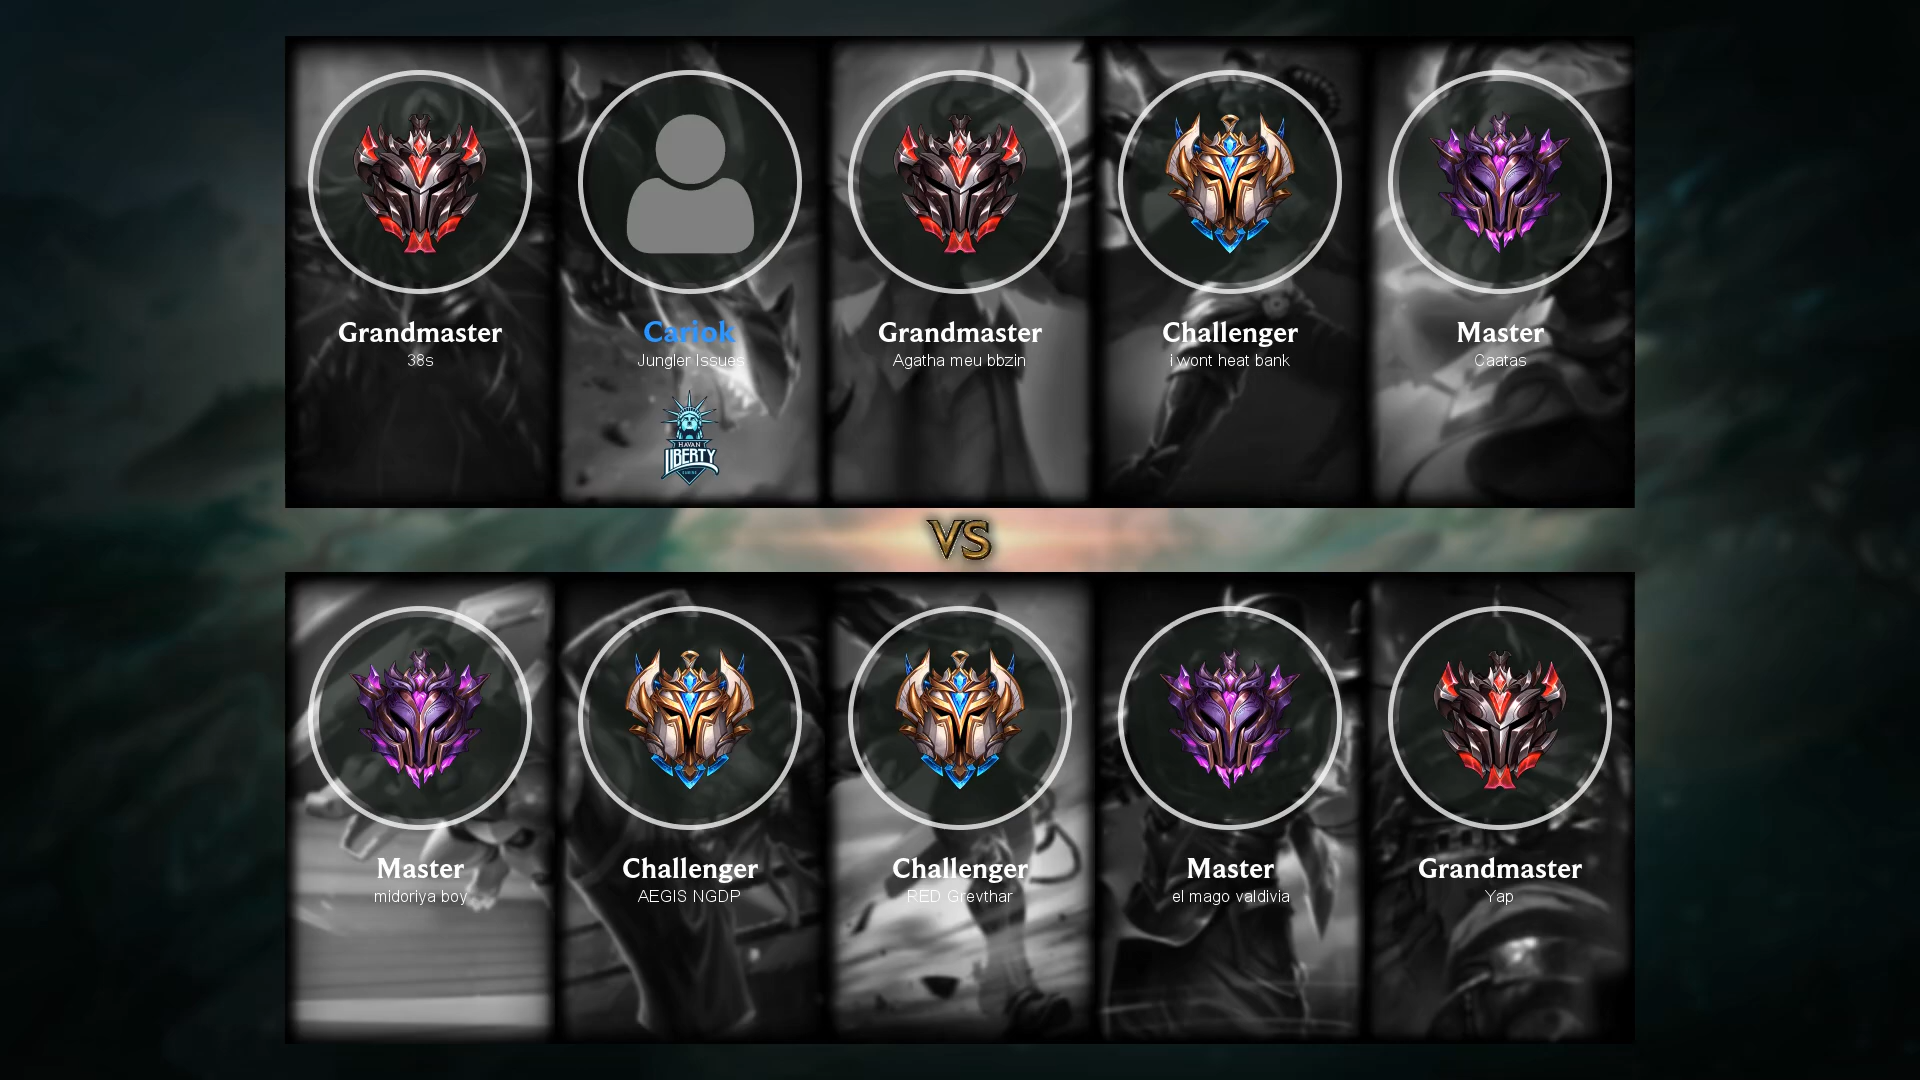 Grandmaster
38s
Cariok
Jungler Issues
HAVAN
LIBERTY
Grandmaster
Agatha meu bbzin
Challenger
i wont heat bank
Master
Caatas
VS
Master
midoriya boy
Challenger
AEGIS NGDP
Challenger
RED Grevthar
Master
el mago valdivia
Grandmaster
Yap